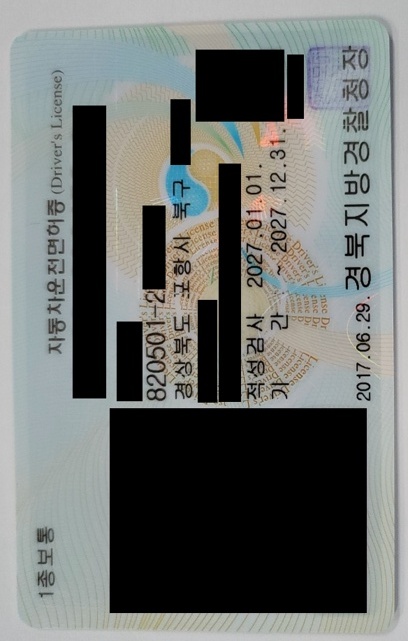 1종보통
자동차운전면허증 (Driver's License)
820501-2
경상북도 포항시 북구
적성검사 2027.01.01.
기 간 ~ 2027.12.31.
2017.06.29. 경북지방경찰청장